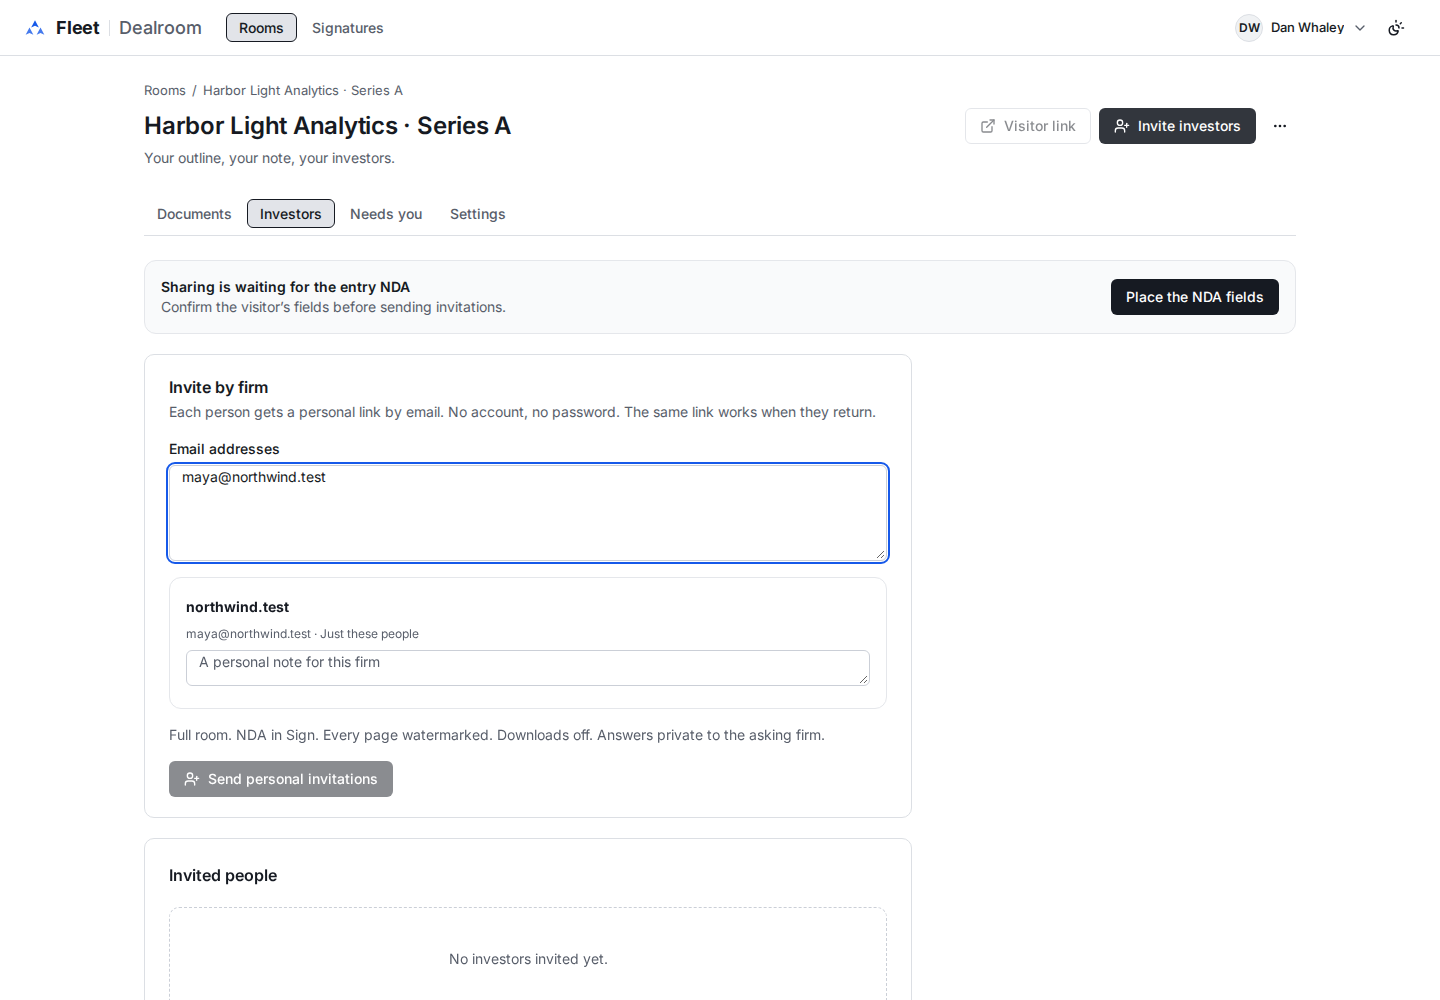 Fleet Dealroom Rooms Signatures DW Dan Whaley
Rooms / Harbor Light Analytics · Series A
Harbor Light Analytics · Series A
Visitor link Invite investors
Your outline, your note, your investors.
Documents Investors Needs you Settings
Sharing is waiting for the entry NDA
Confirm the visitor’s fields before sending invitations.
Place the NDA fields
Invite by firm
Each person gets a personal link by email. No account, no password. The same link works when they return.
Email addresses
maya@northwind.test
northwind.test
maya@northwind.test · Just these people
A personal note for this firm
Full room. NDA in Sign. Every page watermarked. Downloads off. Answers private to the asking firm.
Send personal invitations
Invited people
No investors invited yet.